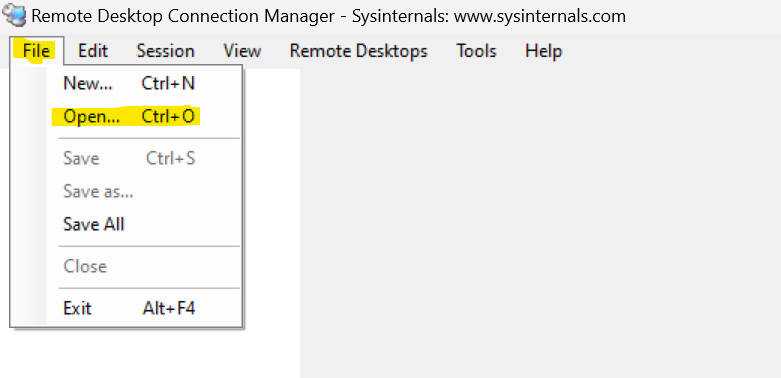 Remote Desktop Connection Manager - Sysinternals: www.sysinternals.com
File Edit Session View Remote Desktops Tools Help
New... Ctrl+N
Open... Ctrl+O
Save Ctrl+S
Save as...
Save All
Close
Exit Alt+F4